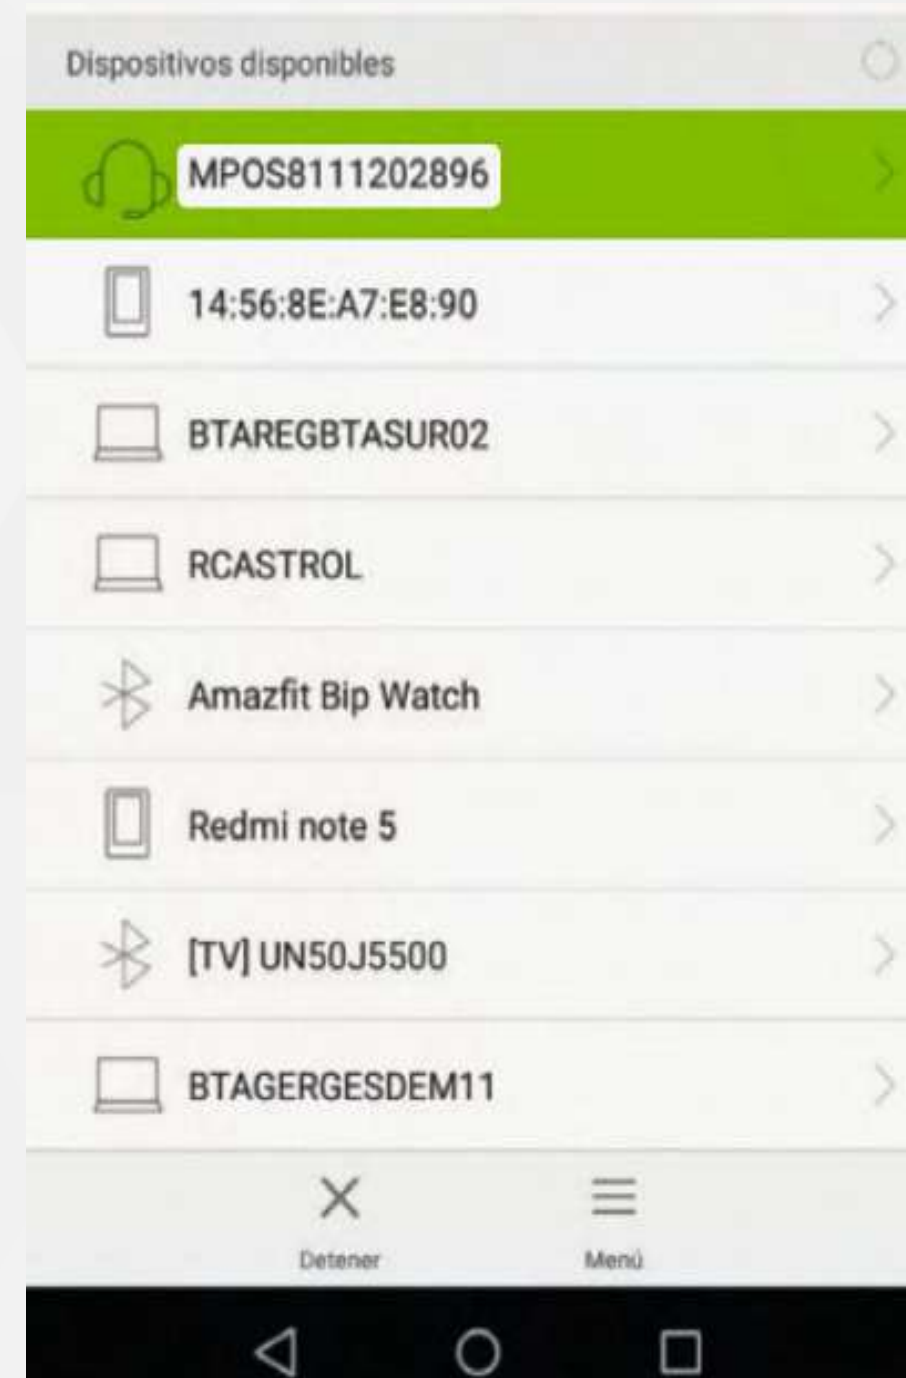 Dispositivos disponibles
MPOS8111202896
14:56:8E:A7:E8:90
BTAREGBTASUR02
RCASTROL
Amazfit Bip Watch
Redmi note 5
[TV] UN50J5500
BTAGERGESDEM11
Detener
Menú